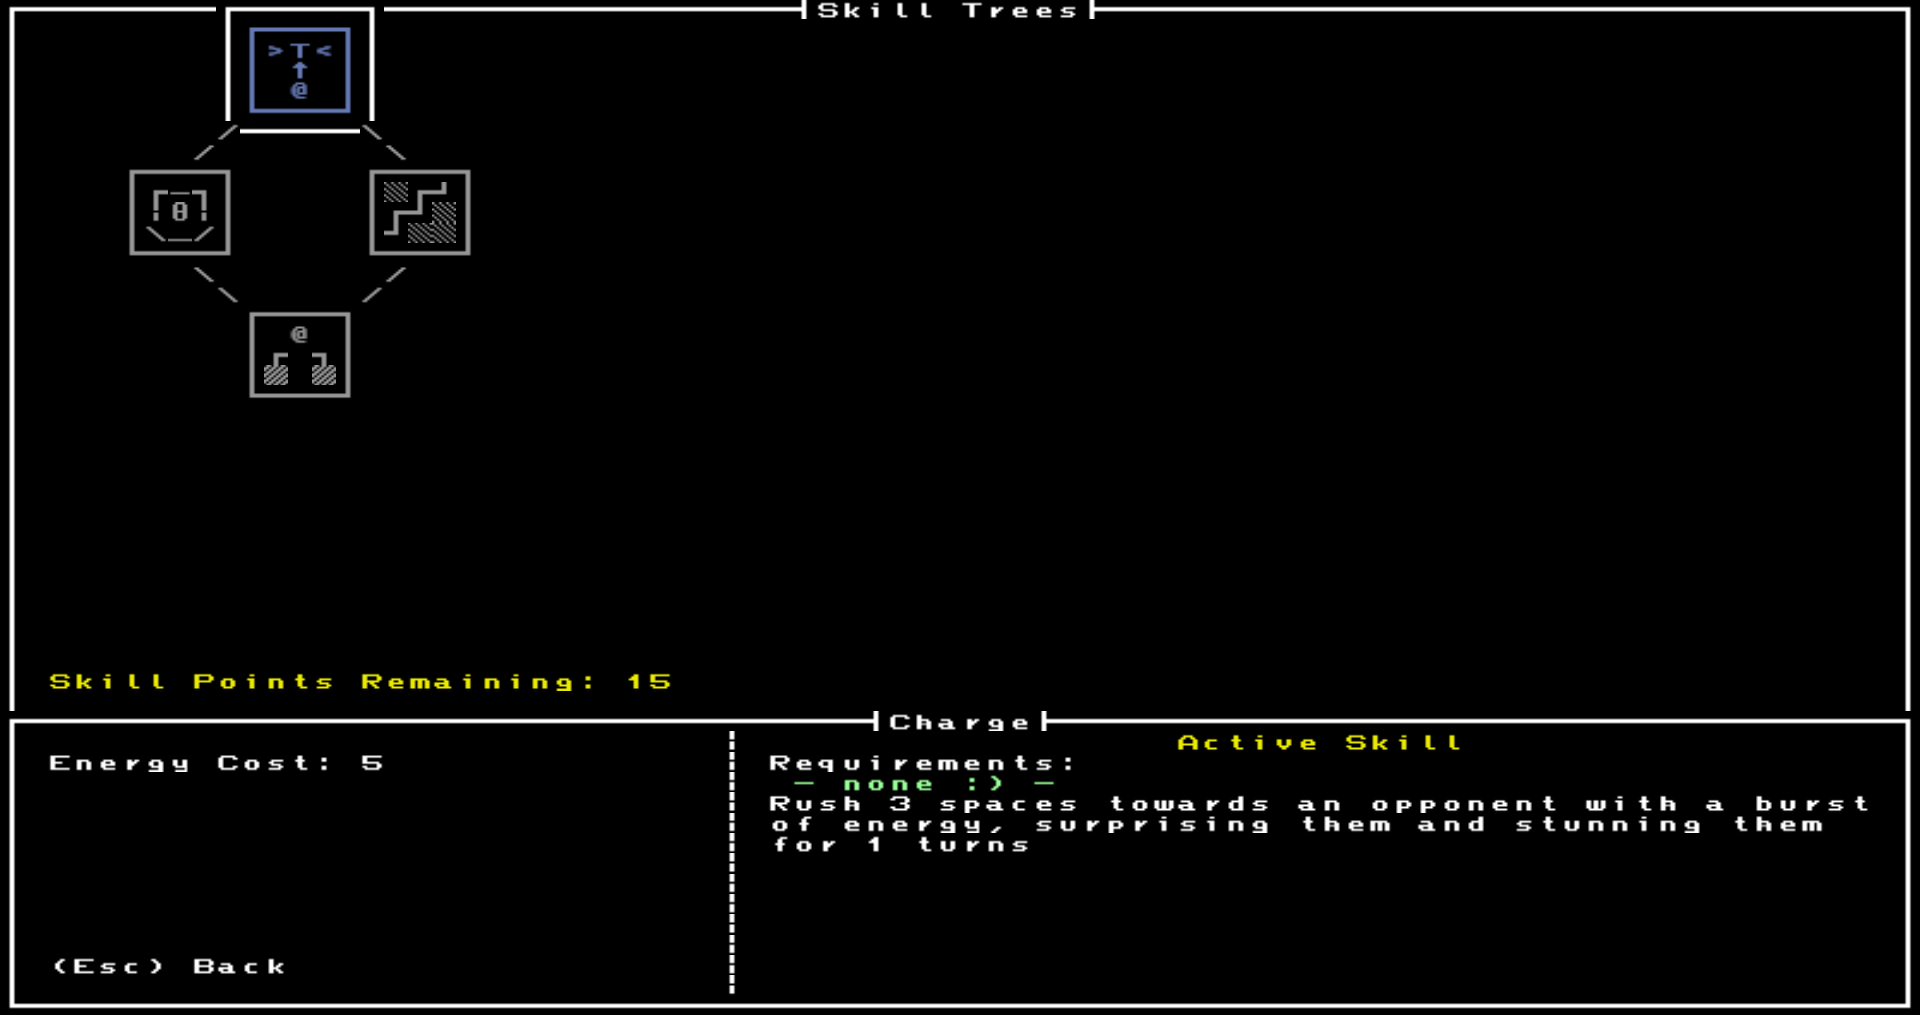 Skill Trees
>T<
↑
@
0
@
Skill Points Remaining: 15
Charge
Active Skill
Energy Cost: 5
Requirements:
- none :) -
Rush 3 spaces towards an opponent with a burst
of energy, surprising them and stunning them
for 1 turns
(Esc) Back